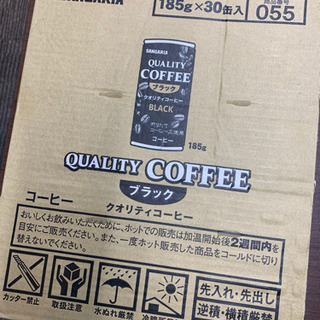 SANGARIA
185g×30缶入
商品番号
055
SANGARIA
QUALITY
COFFEE
ブラック
クオリティコーヒー
BLACK
コーヒー
185g
QUALITY COFFEE
ブラック
クオリティコーヒー
コーヒー
おいしくお飲みいただくために、ホットでの販売は加温開始後2週間内を
目安にご販売ください。また、一度ホット販売した商品をコールドに切り
替えないでください。
カッター禁止
取扱注意
水ぬれ厳禁
先入れ・先出し
逆積・横積厳禁